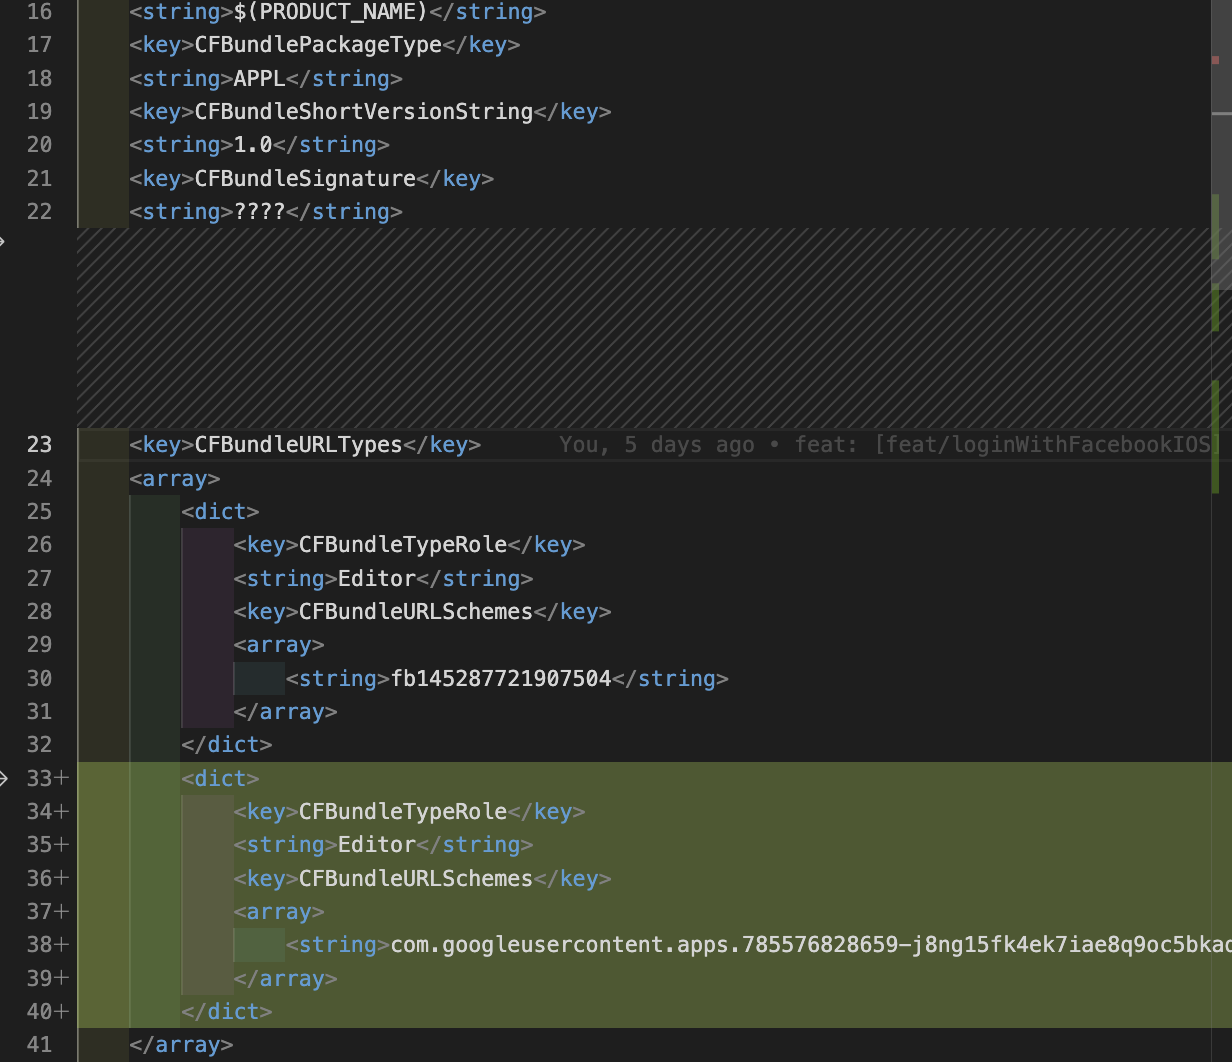 16 <string>$(PRODUCT_NAME)</string>
17 <key>CFBundlePackageType</key>
18 <string>APPL</string>
19 <key>CFBundleShortVersionString</key>
20 <string>1.0</string>
21 <key>CFBundleSignature</key>
22 <string>????</string>
23 <key>CFBundleURLTypes</key> You, 5 days ago • feat: [feat/loginWithFacebookIOS]
24 <array>
25 <dict>
26 <key>CFBundleTypeRole</key>
27 <string>Editor</string>
28 <key>CFBundleURLSchemes</key>
29 <array>
30 <string>fb145287721907504</string>
31 </array>
32 </dict>
33+ <dict>
34+ <key>CFBundleTypeRole</key>
35+ <string>Editor</string>
36+ <key>CFBundleURLSchemes</key>
37+ <array>
38+ <string>com.googleusercontent.apps.785576828659-j8ng15fk4ek7iae8q9oc5bkad
39+ </array>
40+ </dict>
41 </array>